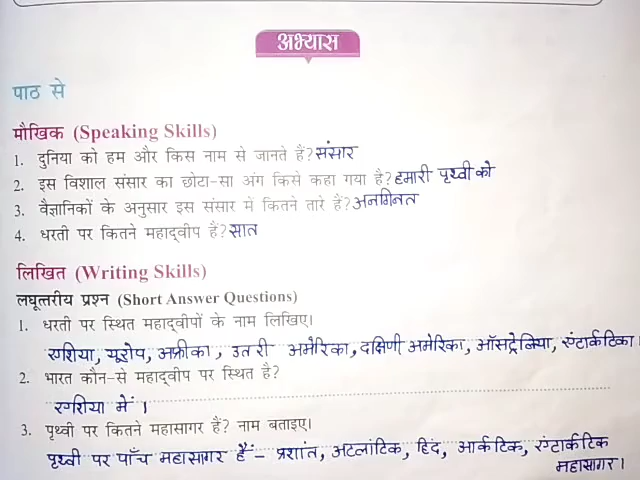 अभ्यास
पाठ से
मौखिक (Speaking Skills)
1. दुनिया को हम और किस नाम से जानते हैं? संसार
2. इस विशाल संसार का छोटा-सा अंग किसे कहा गया है? हमारी पृथ्वी को
3. वैज्ञानिकों के अनुसार इस संसार में कितने तारे हैं? अनगिनत
4. धरती पर कितने महाद्वीप हैं? सात
लिखित (Writing Skills)
लघूत्तरीय प्रश्न (Short Answer Questions)
1. धरती पर स्थित महाद्वीपों के नाम लिखिए।
एशिया, यूरोप, अफ्रीका, उतरी अमेरिका, दक्षिणी अमेरिका, ऑसट्रेलिया, एंटार्कटिका।
2. भारत कौन-से महाद्वीप पर स्थित है?
एशिया में।
3. पृथ्वी पर कितने महासागर हैं? नाम बताइए।
पृथ्वी पर पाँच महासागर हैं - प्रशांत, अटलांटिक, हिंद, आर्कटिक, एंटार्कटिक
महासागर।